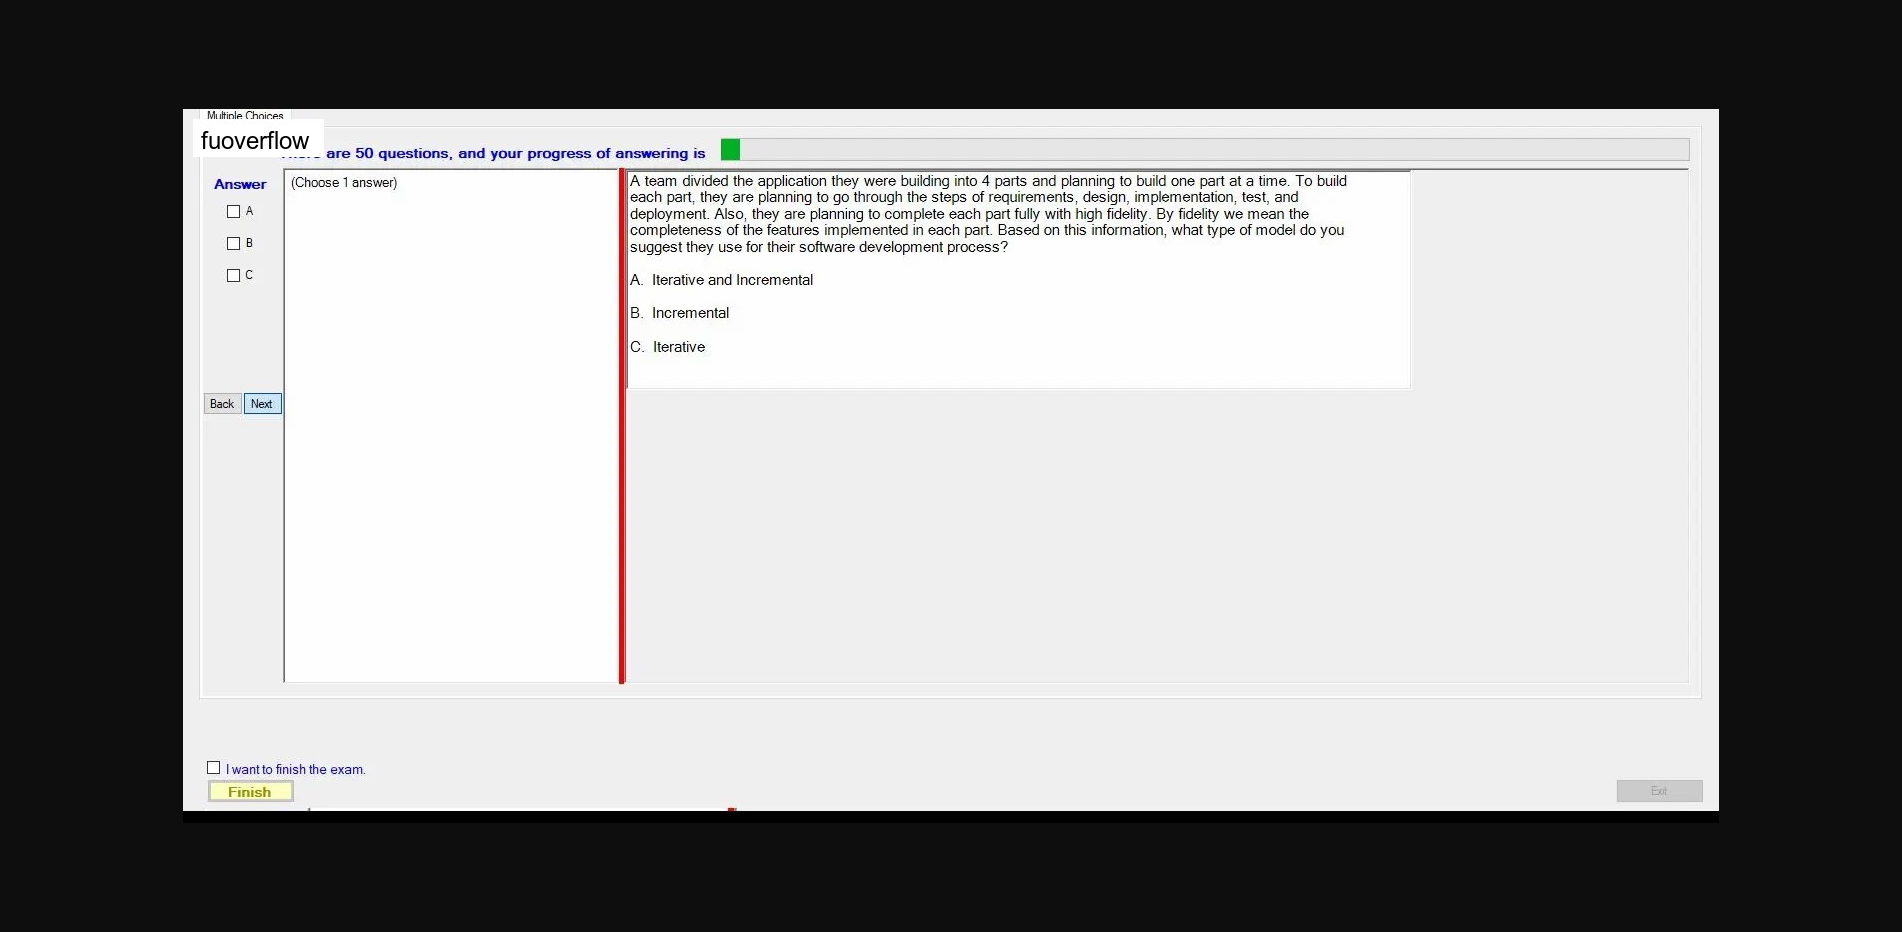 Multiple Choices
fuoverflow
are 50 questions, and your progress of answering is
Answer
(Choose 1 answer)
A
B
C
Back
Next
A team divided the application they were building into 4 parts and planning to build one part at a time. To build
each part, they are planning to go through the steps of requirements, design, implementation, test, and
deployment. Also, they are planning to complete each part fully with high fidelity. By fidelity we mean the
completeness of the features implemented in each part. Based on this information, what type of model do you
suggest they use for their software development process?
A. Iterative and Incremental
B. Incremental
C. Iterative
I want to finish the exam.
Finish
Exit